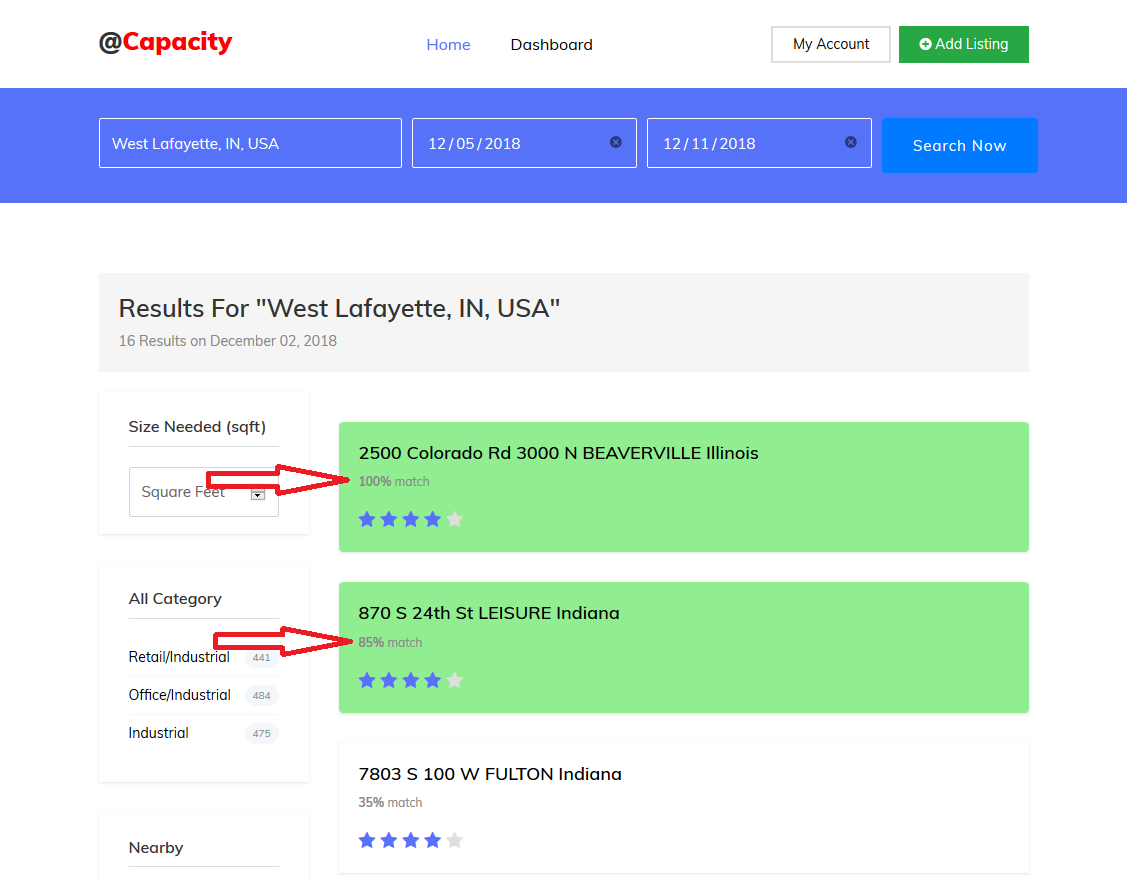 @Capacity
Home
Dashboard
My Account
Add Listing
West Lafayette, IN, USA
12/05/2018
12/11/2018
Search Now
Results For "West Lafayette, IN, USA"
16 Results on December 02, 2018
Size Needed (sqft)
Square Feet
All Category
Retail/Industrial 441
Office/Industrial 484
Industrial 475
Nearby
2500 Colorado Rd 3000 N BEAVERVILLE Illinois
100% match
870 S 24th St LEISURE Indiana
85% match
7803 S 100 W FULTON Indiana
35% match